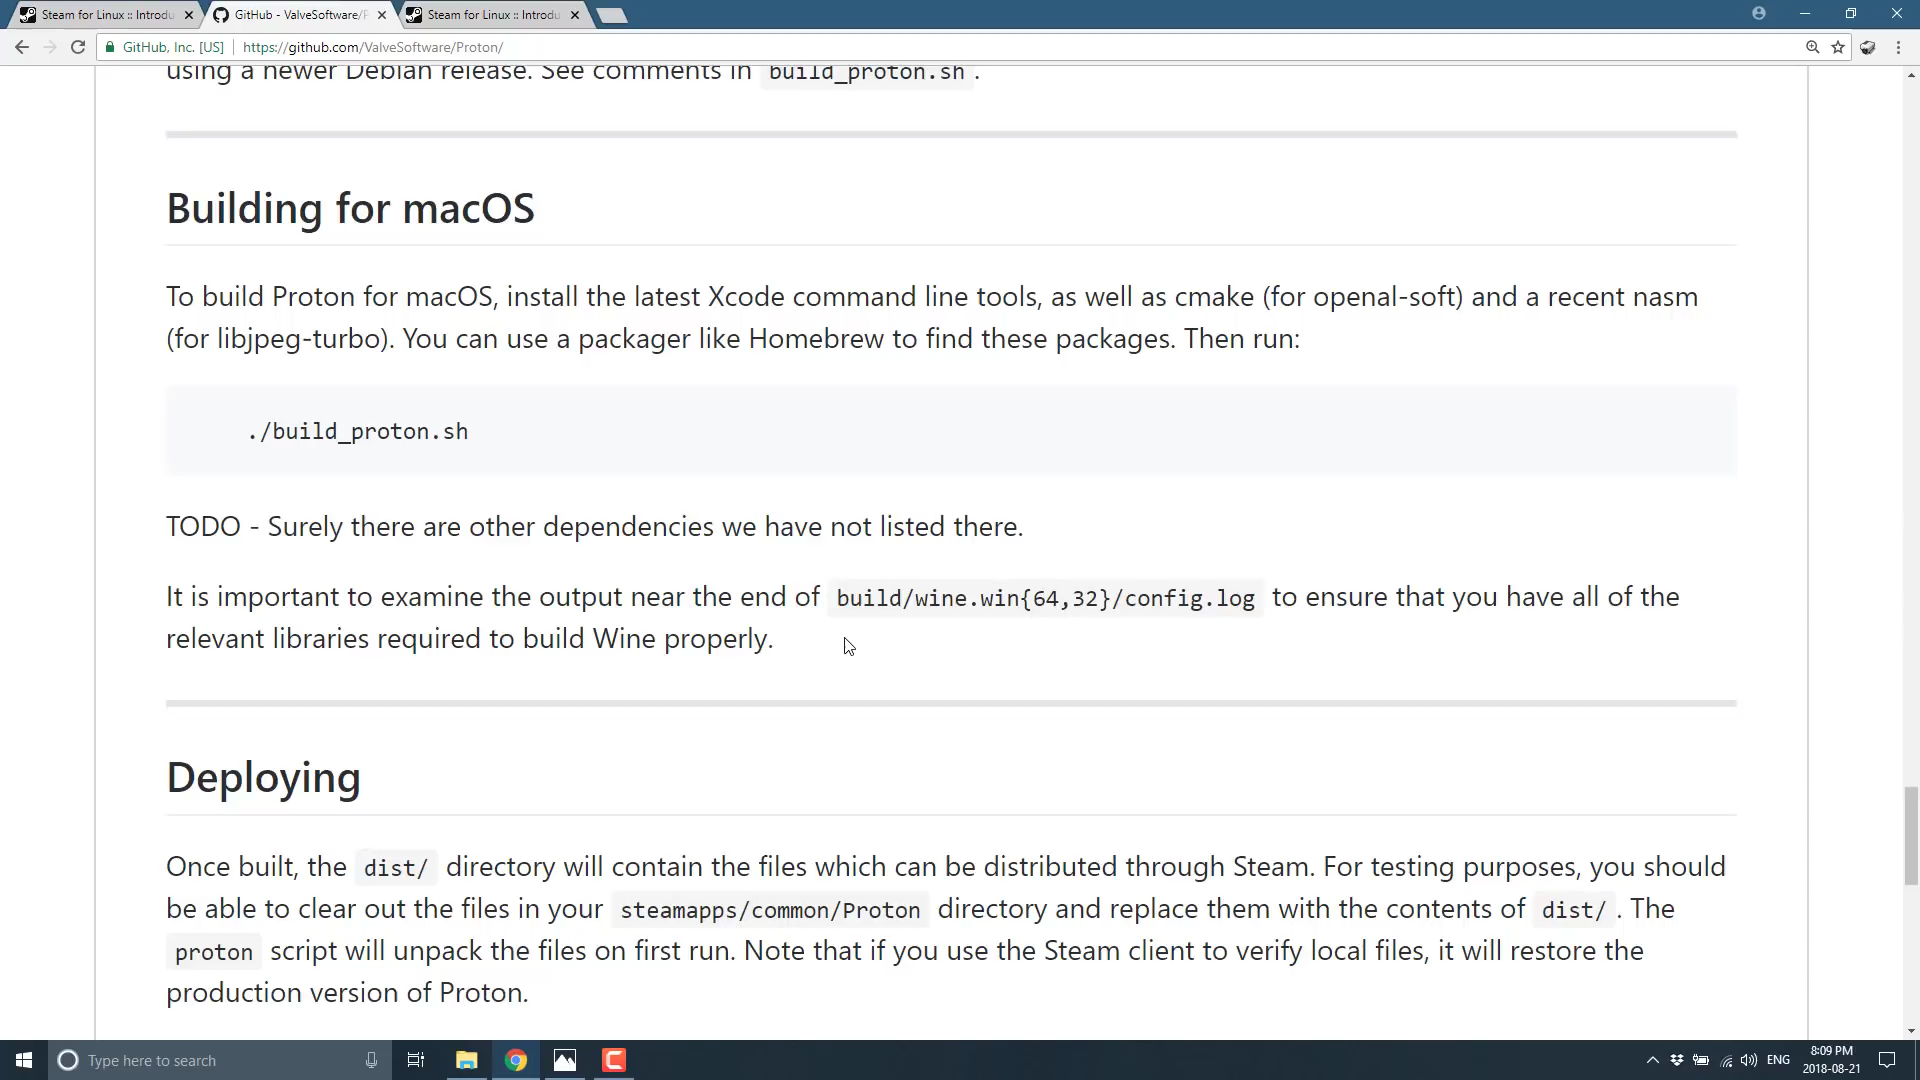 Steam for Linux :: Introdu
GitHub - ValveSoftware/P
Steam for Linux :: Introdu
GitHub, Inc. [US]
https://github.com/ValveSoftware/Proton/
using a newer Debian release. See comments in build_proton.sh .
Building for macOS
To build Proton for macOS, install the latest Xcode command line tools, as well as cmake (for openal-soft) and a recent nasm
(for libjpeg-turbo). You can use a packager like Homebrew to find these packages. Then run:
./build_proton.sh
TODO - Surely there are other dependencies we have not listed there.
It is important to examine the output near the end of build/wine.win{64,32}/config.log to ensure that you have all of the
relevant libraries required to build Wine properly.
Deploying
Once built, the dist/ directory will contain the files which can be distributed through Steam. For testing purposes, you should
be able to clear out the files in your steamapps/common/Proton directory and replace them with the contents of dist/ . The
proton script will unpack the files on first run. Note that if you use the Steam client to verify local files, it will restore the
production version of Proton.
Type here to search
ENG
8:09 PM
2018-08-21